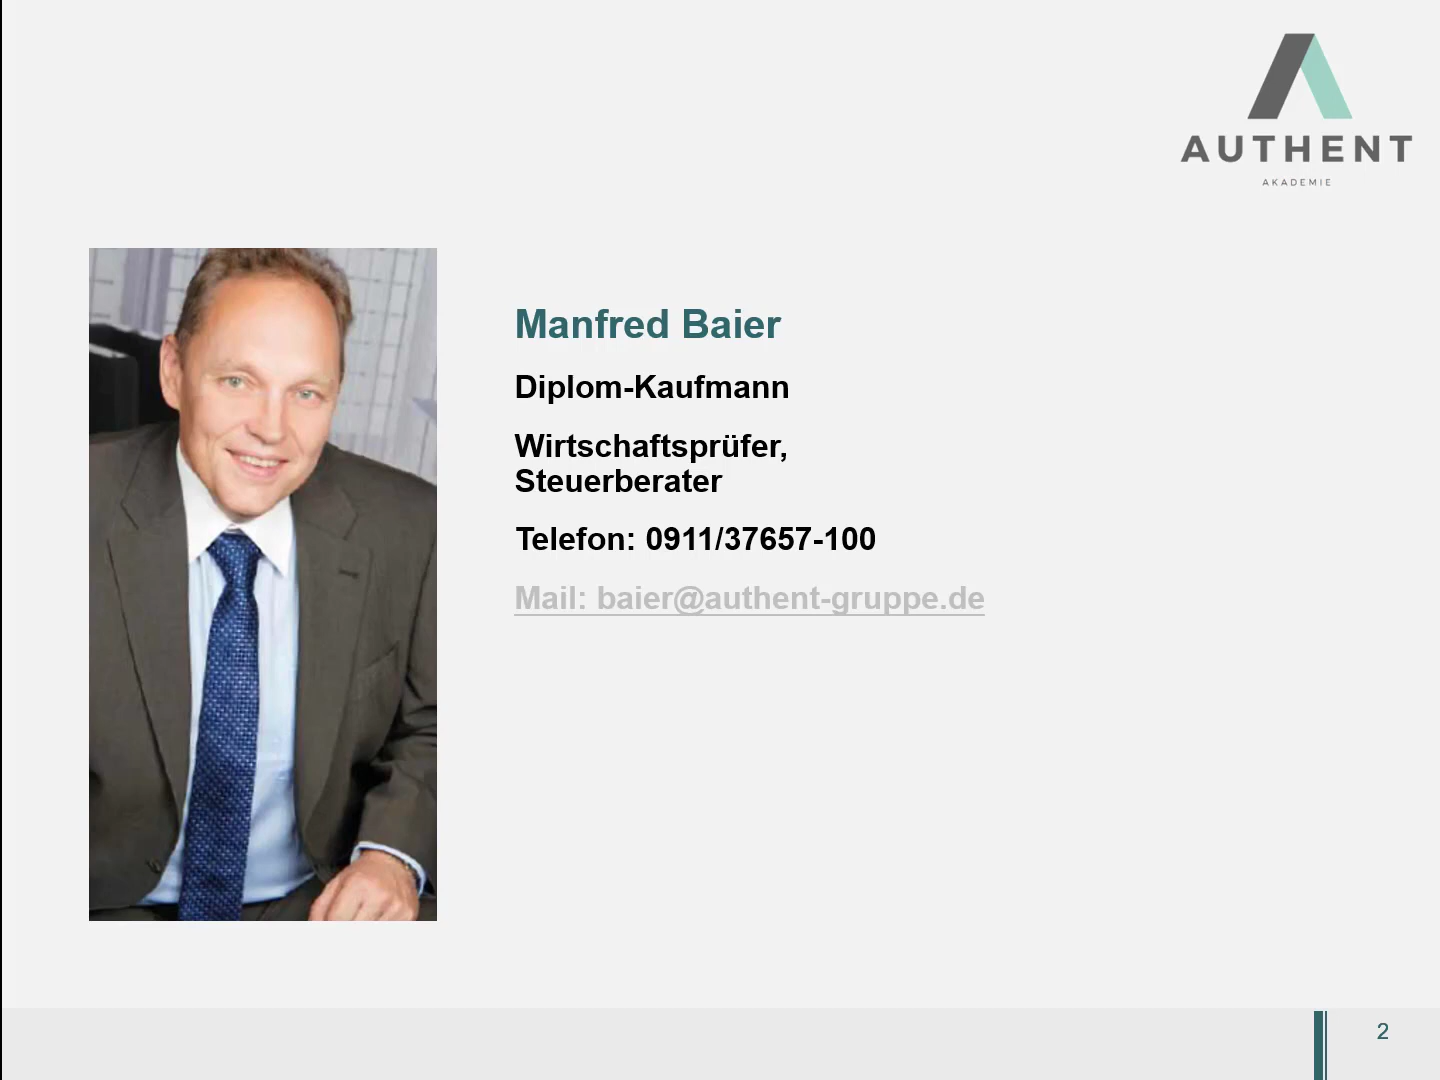 AUTHENT
AKADEMIE
Manfred Baier
Diplom-Kaufmann
Wirtschaftsprüfer,
Steuerberater
Telefon: 0911/37657-100
Mail: baier@authent-gruppe.de
2